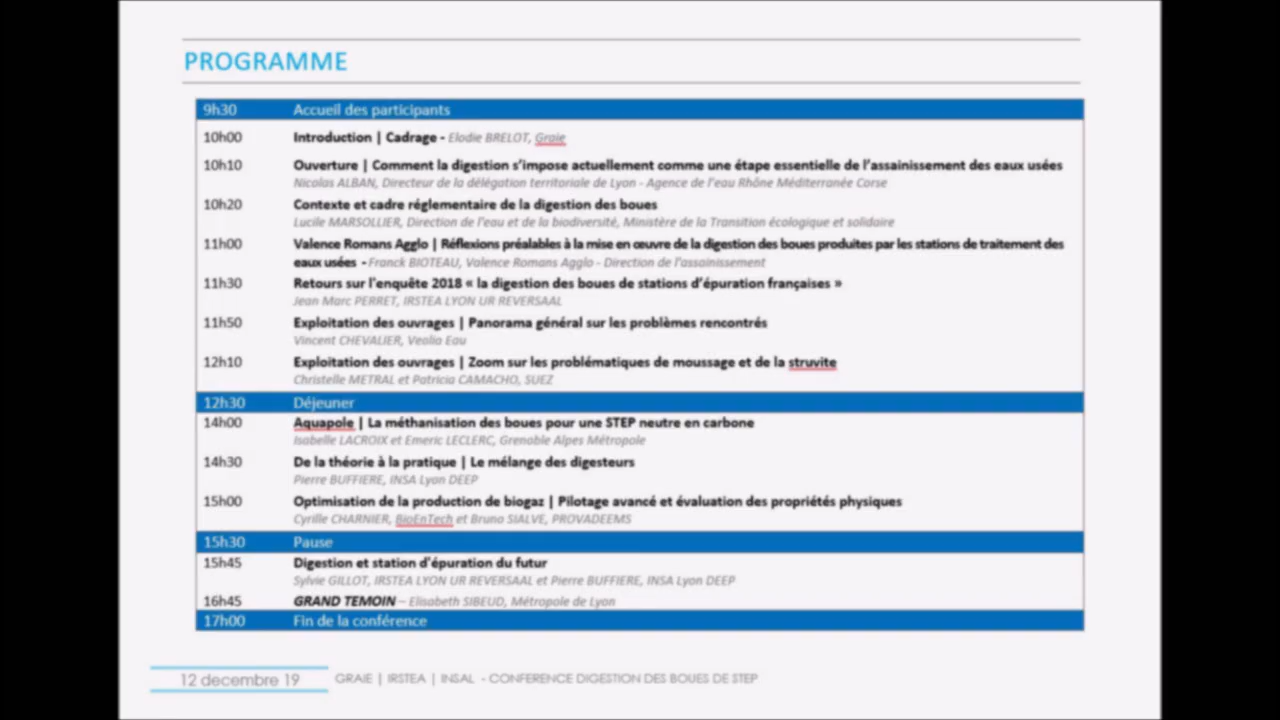 PROGRAMME
9h30 Accueil des participants
10h00 Introduction | Cadrage - Elodie BRELOT, Graie
10h10 Ouverture | Comment la digestion s'impose actuellement comme une étape essentielle de l'assainissement des eaux usées
Nicolas ALBAN, Directeur de la délégation territoriale de Lyon - Agence de l'eau Rhône Méditerranée Corse
10h20 Contexte et cadre réglementaire de la digestion des boues
Lucile MARSOLLIER, Direction de l'eau et de la biodiversité, Ministère de la Transition écologique et solidaire
11h00 Valence Romans Agglo | Réflexions préalables à la mise en œuvre de la digestion des boues produites par les stations de traitement des
eaux usées - Franck BIOTEAU, Valence Romans Agglo - Direction de l'assainissement
11h30 Retours sur l'enquête 2018 « la digestion des boues de stations d'épuration françaises »
Jean Marc PERRET, IRSTEA LYON UR REVERSAAL
11h50 Exploitation des ouvrages | Panorama général sur les problèmes rencontrés
Vincent CHEVALIER, Veolia Eau
12h10 Exploitation des ouvrages | Zoom sur les problématiques de moussage et de la struvite
Christelle METRAL et Patricia CAMACHO, SUEZ
12h30 Déjeuner
14h00 Aquapole | La méthanisation des boues pour une STEP neutre en carbone
Isabelle LACROIX et Emeric LECLERC, Grenoble Alpes Métropole
14h30 De la théorie à la pratique | Le mélange des digesteurs
Pierre BUFFIERE, INSA Lyon DEEP
15h00 Optimisation de la production de biogaz | Pilotage avancé et évaluation des propriétés physiques
Cyrille CHARNIER, BioEnTech et Bruno SIALVE, PROVADEEMS
15h30 Pause
15h45 Digestion et station d'épuration du futur
Sylvie GILLOT, IRSTEA LYON UR REVERSAAL et Pierre BUFFIERE, INSA Lyon DEEP
16h45 GRAND TEMOIN – Elisabeth SIBEUD, Métropole de Lyon
17h00 Fin de la conférence
12 decembre 19 GRAIE | IRSTEA | INSAL - CONFERENCE DIGESTION DES BOUES DE STEP